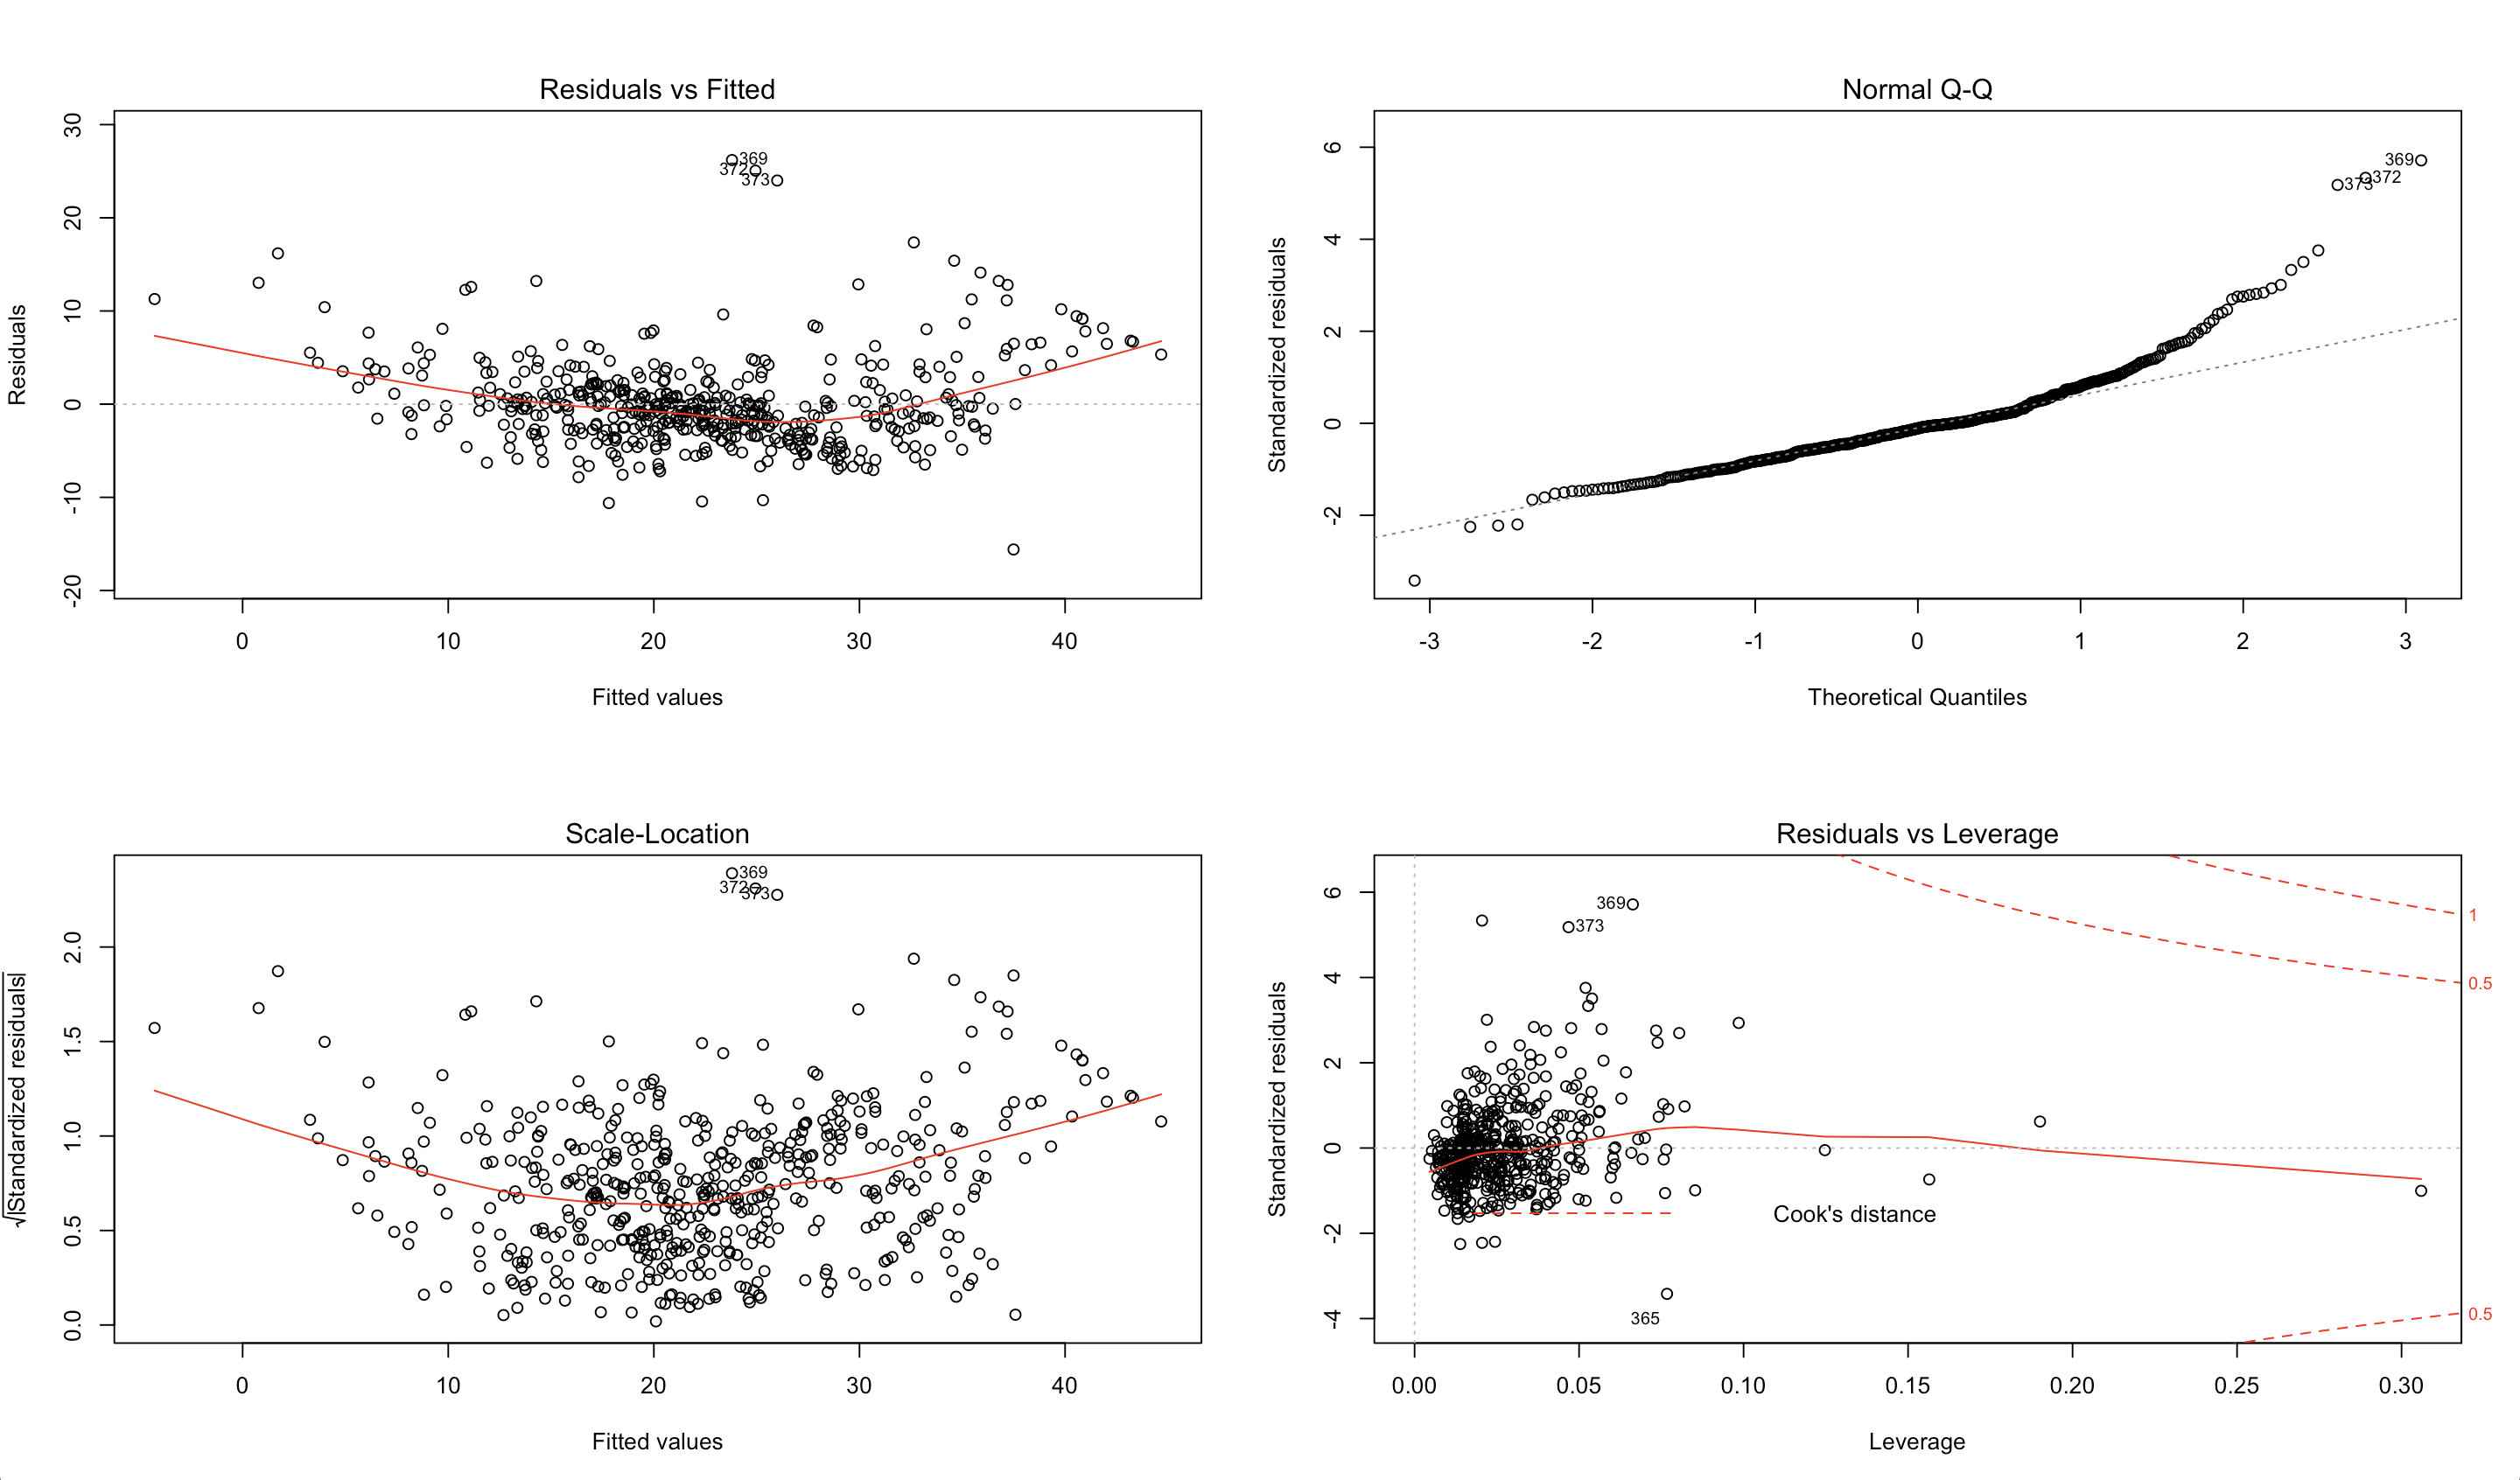 Residuals vs Fitted
Residuals
30
20
10
0
-10
-20
369
372
373
0 10 20 30 40
Fitted values
Normal Q-Q
Standardized residuals
6
4
2
0
-2
369
372
373
-3 -2 -1 0 1 2 3
Theoretical Quantiles
Scale-Location
√|Standardized residuals|
2.0
1.5
1.0
0.5
0.0
369
372
373
0 10 20 30 40
Fitted values
Residuals vs Leverage
Standardized residuals
6
4
2
0
-2
-4
369
373
1
0.5
Cook's distance
365
0.5
0.00 0.05 0.10 0.15 0.20 0.25 0.30
Leverage